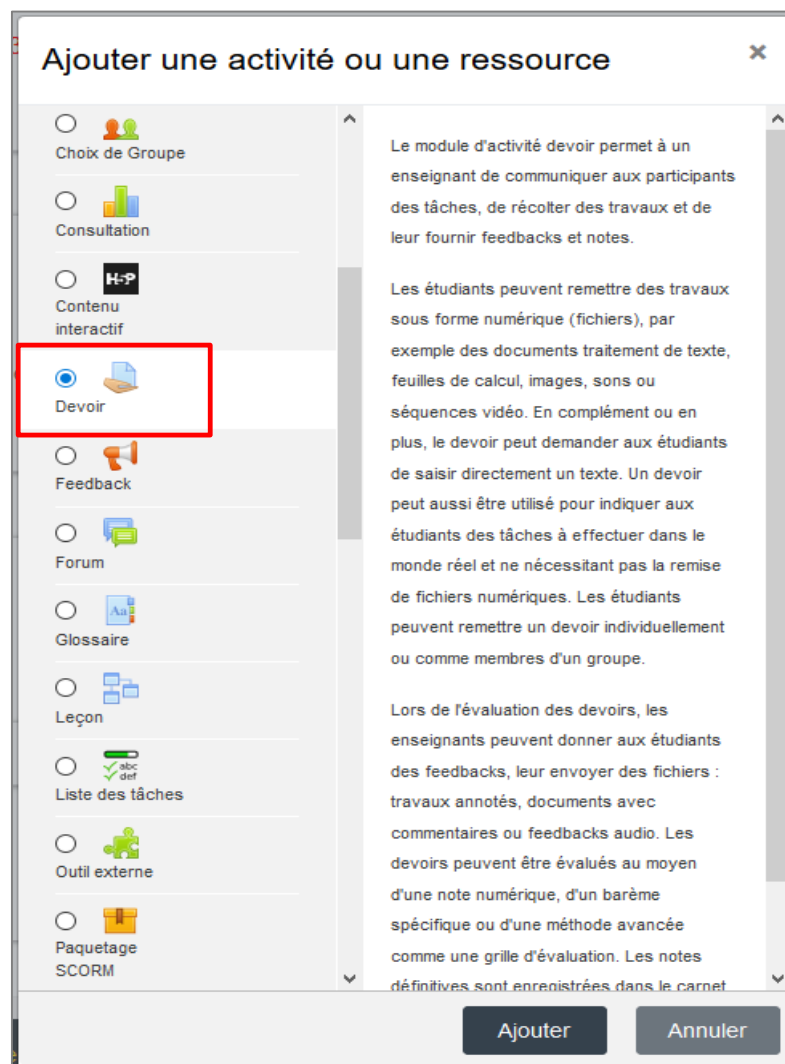 Ajouter une activité ou une ressource
×
Choix de Groupe
Consultation
H-P
Contenu
interactif
Devoir
Feedback
Forum
Aa
Glossaire
Leçon
abc
def
Liste des tâches
Outil externe
Paquetage
SCORM
Le module d'activité devoir permet à un
enseignant de communiquer aux participants
des tâches, de récolter des travaux et de
leur fournir feedbacks et notes.
Les étudiants peuvent remettre des travaux
sous forme numérique (fichiers), par
exemple des documents traitement de texte,
feuilles de calcul, images, sons ou
séquences vidéo. En complément ou en
plus, le devoir peut demander aux étudiants
de saisir directement un texte. Un devoir
peut aussi être utilisé pour indiquer aux
étudiants des tâches à effectuer dans le
monde réel et ne nécessitant pas la remise
de fichiers numériques. Les étudiants
peuvent remettre un devoir individuellement
ou comme membres d'un groupe.
Lors de l'évaluation des devoirs, les
enseignants peuvent donner aux étudiants
des feedbacks, leur envoyer des fichiers :
travaux annotés, documents avec
commentaires ou feedbacks audio. Les
devoirs peuvent être évalués au moyen
d'une note numérique, d'un barème
spécifique ou d'une méthode avancée
comme une grille d'évaluation. Les notes
définitives sont enregistrées dans le carnet
Ajouter
Annuler